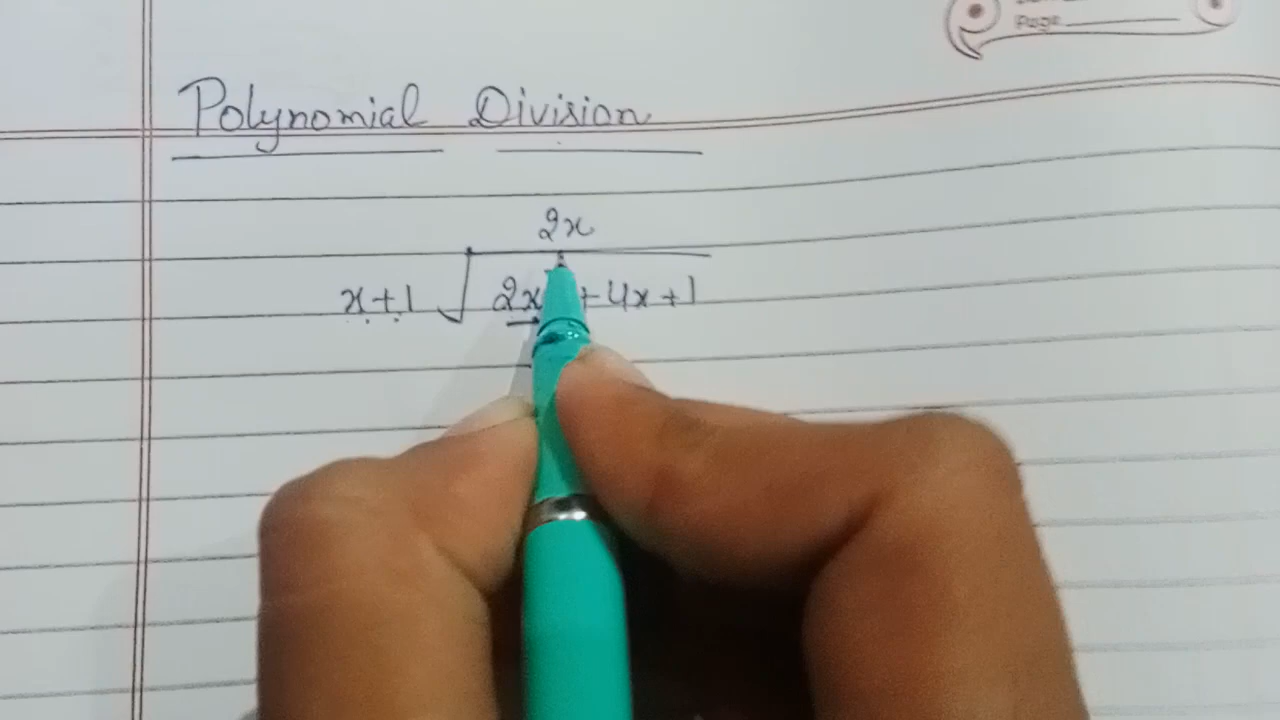 Page
Polynomial Division
2x
x+1 2x +4x+1